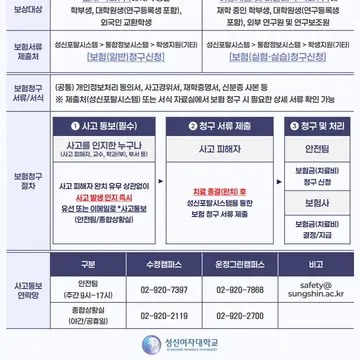 보상대상
학부생, 대학원생(연구등록생 포함),
외국인 교환학생
재학 중인 학부생, 대학원생(연구등록생
포함), 외부 연구원 및 연구보조원
보험서류
제출처
성신포탈시스템 > 통합정보시스템 > 학생지원(기타)
[보험(일반)청구신청]
성신포탈시스템 > 통합정보시스템 > 학생지원(기타)
[보험(실험·실습)청구신청]
보험청구
서류/서식
(공통) 개인정보처리 동의서, 사고경위서, 재학증명서, 신분증 사본 등
※ 제출처(성신포탈시스템) 또는 서식 자료실에서 보험 청구 시 필요한 상세 서류 확인 가능
보험청구
절차
① 사고 통보(필수)
사고를 인지한 누구나
(사고 피해자, 교수, 학과(부), 부서 등)
사고 피해자 완치 유무 상관없이
사고 발생 인지 즉시
유선 또는 이메일로 *사고통보
(안전팀/종합상황실)
② 청구 서류 제출
사고 피해자
치료 종결(완치) 후
성신포탈시스템을 통한
보험 청구 서류 제출
③ 청구 및 처리
안전팀
보험금(치료비)
청구 신청
보험사
보험금(치료비)
결정/지급
사고통보
연락망
구분 수정캠퍼스 운정그린캠퍼스 비고
안전팀
(주간 9시~17시)
02-920-7397 02-920-7866
safety@
sungshin.ac.kr
종합상황실
(야간/공휴일)
02-920-2119 02-920-2700
성신여자대학교